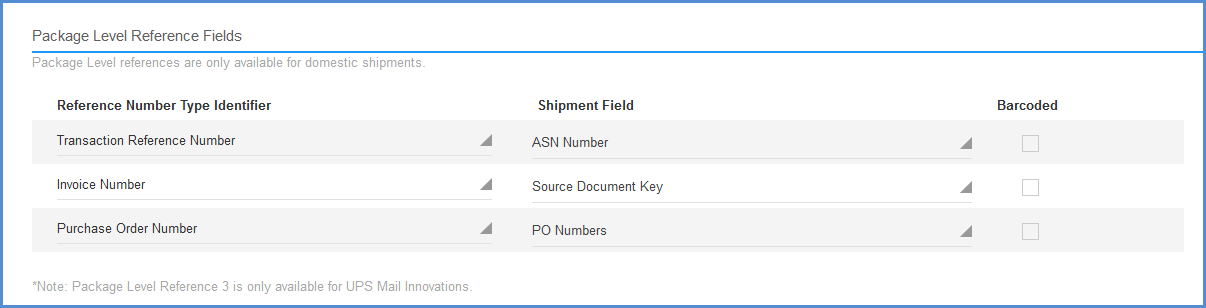 Package Level Reference Fields
Package Level references are only available for domestic shipments.
Reference Number Type Identifier Shipment Field Barcoded
Transaction Reference Number ASN Number
Invoice Number Source Document Key
Purchase Order Number PO Numbers
*Note: Package Level Reference 3 is only available for UPS Mail Innovations.